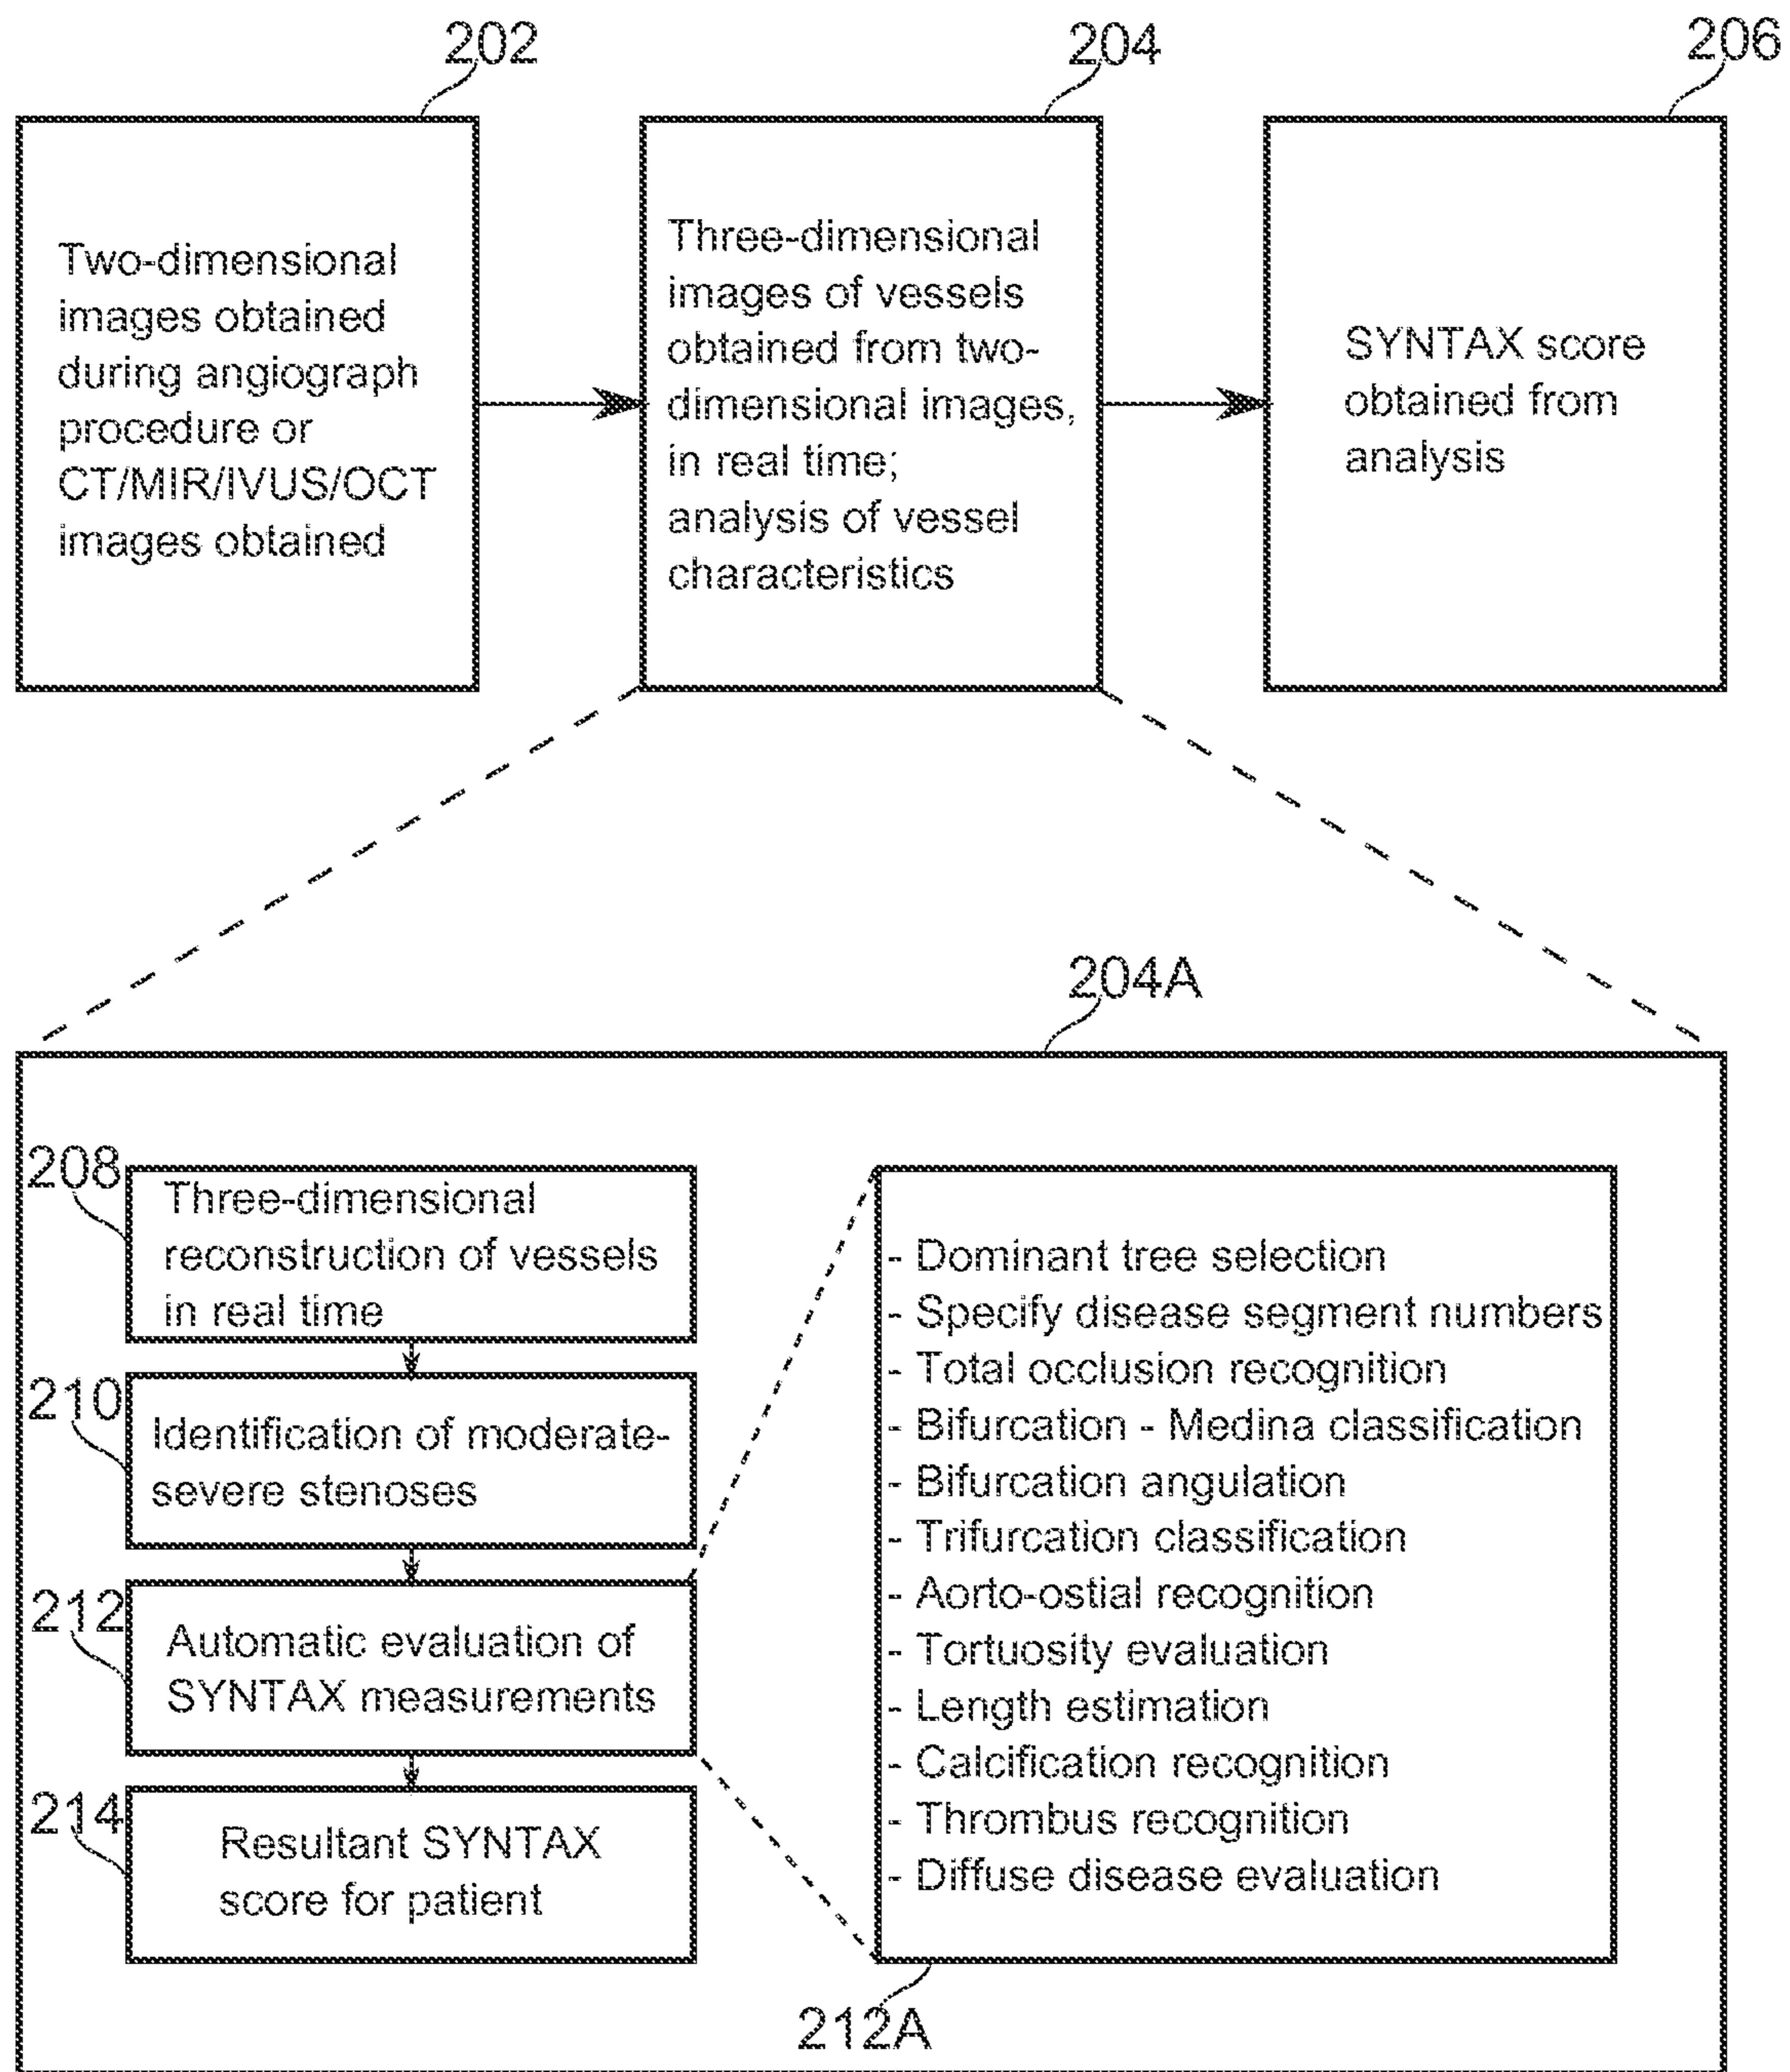 202
204
206
Two-dimensional
images obtained
during angiograph
procedure or
CT/MIR/IVUS/OCT
images obtained
Three-dimensional
images of vessels
obtained from two-
dimensional images,
in real time;
analysis of vessel
characteristics
SYNTAX score
obtained from
analysis
204A
208
Three-dimensional
reconstruction of vessels
in real time
210
Identification of moderate-
severe stenoses
212
Automatic evaluation of
SYNTAX measurements
214
Resultant SYNTAX
score for patient
- Dominant tree selection
- Specify disease segment numbers
- Total occlusion recognition
- Bifurcation - Medina classification
- Bifurcation angulation
- Trifurcation classification
- Aorto-ostial recognition
- Tortuosity evaluation
- Length estimation
- Calcification recognition
- Thrombus recognition
- Diffuse disease evaluation
212A